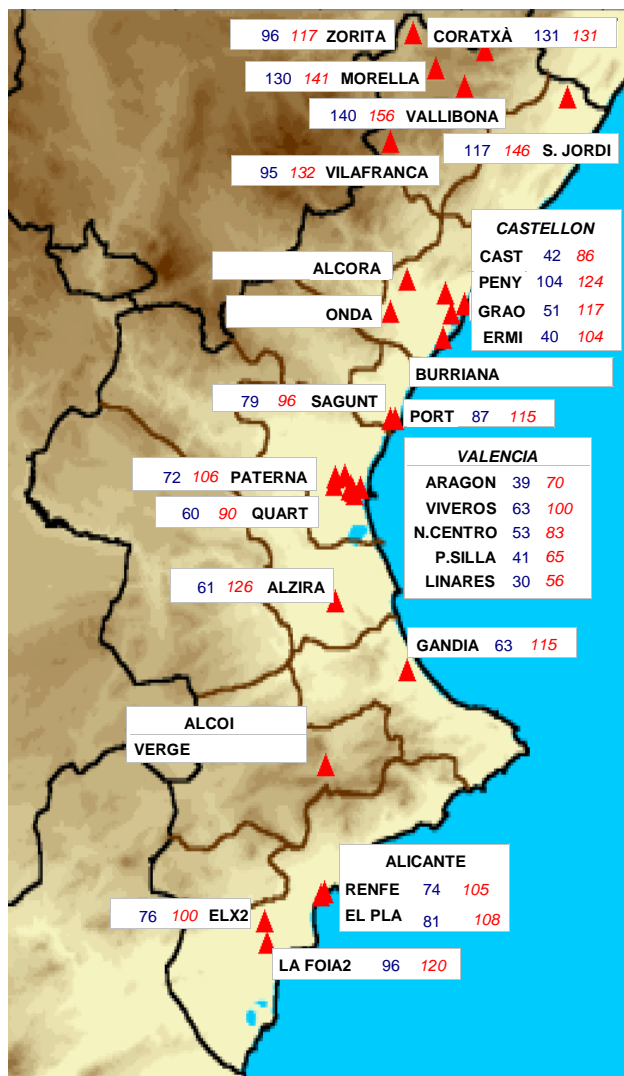 96 117 ZORITA
CORATXÀ 131 131
130 141 MORELLA
140 156 VALLIBONA
117 146 S. JORDI
95 132 VILAFRANCA
CASTELLON
CAST 42 86
PENY 104 124
GRAO 51 117
ERMI 40 104
ALCORA
ONDA
BURRIANA
79 96 SAGUNT
PORT 87 115
VALENCIA
ARAGON 39 70
VIVEROS 63 100
N.CENTRO 53 83
P.SILLA 41 65
LINARES 30 56
72 106 PATERNA
60 90 QUART
61 126 ALZIRA
GANDIA 63 115
ALCOI
VERGE
ALICANTE
RENFE 74 105
EL PLA 81 108
76 100 ELX2
LA FOIA2 96 120